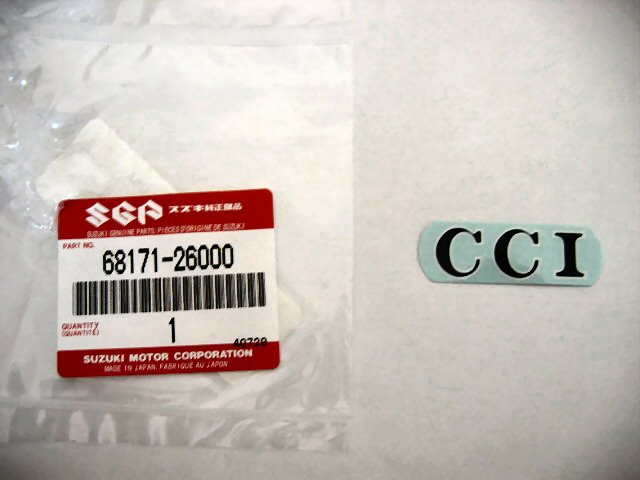 SGP スズキ純正部品
SUZUKI GENUINE PARTS/PIECES D'ORIGINE DE SUZUKI
PART NO.
68171-26000
QUANTITY
(QUANTITÉ)
1
SUZUKI MOTOR CORPORATION
MADE IN JAPAN, FABRIQUE AU JAPON
CCI